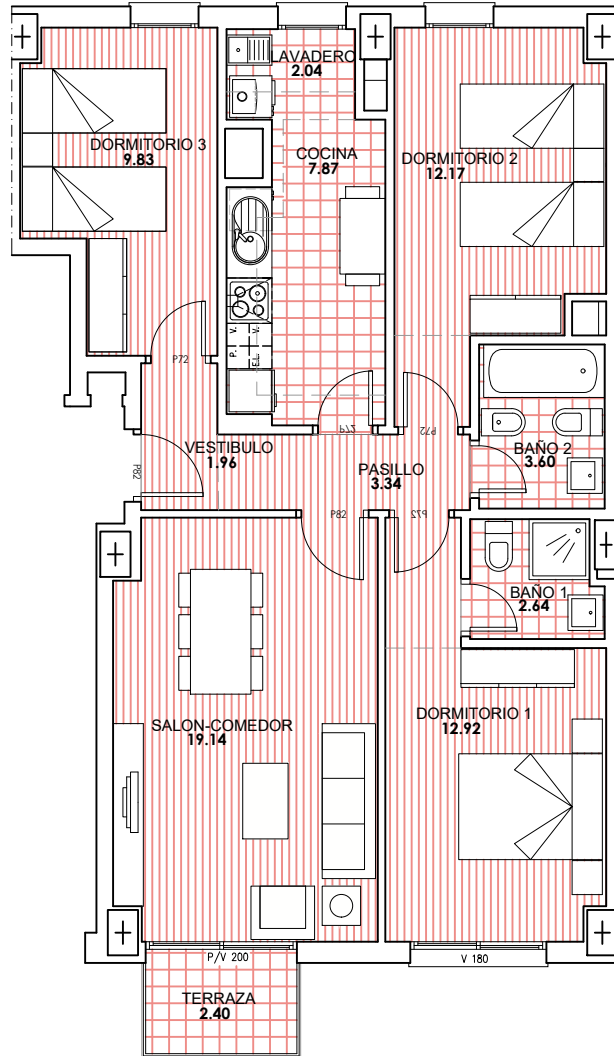 LAVADERO
2.04
DORMITORIO 3
9.83
COCINA
7.87
DORMITORIO 2
12.17
P. V.
E.L. V.
P72
P72
P72
VESTIBULO
1.96
P82
PASILLO
3.34
BAÑO 2
3.60
P82
P72
BAÑO 1
2.64
SALON-COMEDOR
19.14
DORMITORIO 1
12.92
P/V 200
V 180
TERRAZA
2.40